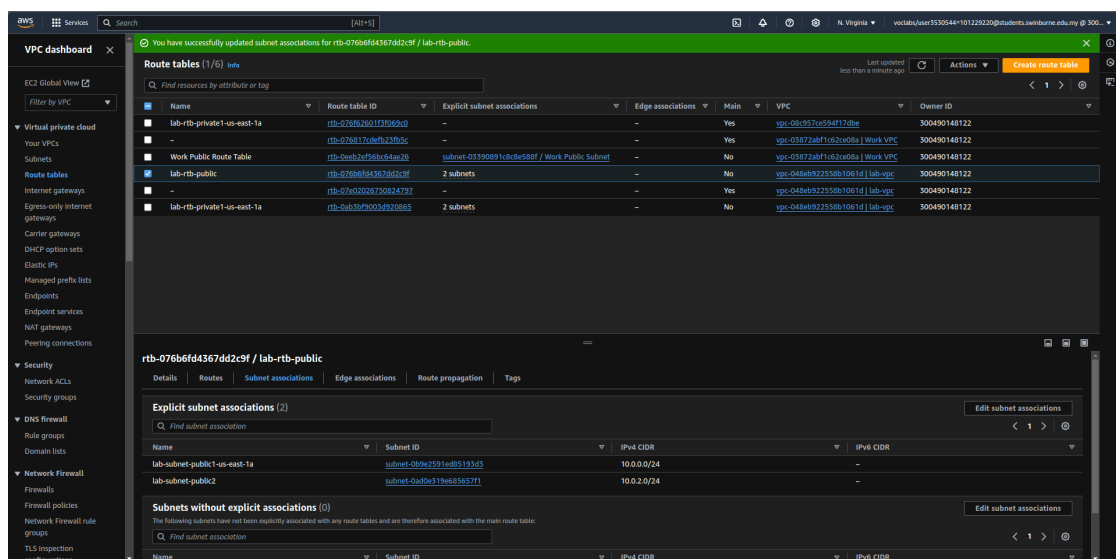 aws Services Search [Alt+S] N. Virginia voclabs/user3530544=101229220@students.swinburne.edu.my @ 300...
VPC dashboard
EC2 Global View
Filter by VPC
Virtual private cloud
Your VPCs
Subnets
Route tables
Internet gateways
Egress-only internet
gateways
Carrier gateways
DHCP option sets
Elastic IPs
Managed prefix lists
Endpoints
Endpoint services
NAT gateways
Peering connections
Security
Network ACLs
Security groups
DNS firewall
Rule groups
Domain lists
Network Firewall
Firewalls
Firewall policies
Network Firewall rule
groups
TLS inspection
You have successfully updated subnet associations for rtb-076b6fd4367dd2c9f / lab-rtb-public.
Route tables (1/6) Info
Last updated
less than a minute ago
Actions
Create route table
Find resources by attribute or tag
1
Name Route table ID Explicit subnet associations Edge associations Main VPC Owner ID
lab-rtb-private1-us-east-1a rtb-076f62601f3f069c0 – – Yes vpc-08c957ce594f17dbe 300490148122
– rtb-076817cdefb23fb5c – – Yes vpc-03872abf1c62ce08a | Work VPC 300490148122
Work Public Route Table rtb-0eeb2ef56bc64ae26 subnet-03390891c8c8e588f / Work Public Subnet – No vpc-03872abf1c62ce08a | Work VPC 300490148122
lab-rtb-public rtb-076b6fd4367dd2c9f 2 subnets – No vpc-048eb922558b1061d | lab-vpc 300490148122
– rtb-07e02026750824797 – – Yes vpc-048eb922558b1061d | lab-vpc 300490148122
lab-rtb-private1-us-east-1a rtb-0ab3bf9003d920865 2 subnets – No vpc-048eb922558b1061d | lab-vpc 300490148122
rtb-076b6fd4367dd2c9f / lab-rtb-public
Details Routes Subnet associations Edge associations Route propagation Tags
Explicit subnet associations (2)
Edit subnet associations
Find subnet association
1
Name Subnet ID IPv4 CIDR IPv6 CIDR
lab-subnet-public1-us-east-1a subnet-0b9e2591ed85193d3 10.0.0.0/24 –
lab-subnet-public2 subnet-0ad0e319e685657f1 10.0.2.0/24 –
Subnets without explicit associations (0)
Edit subnet associations
The following subnets have not been explicitly associated with any route tables and are therefore associated with the main route table:
Find subnet association
1
Name Subnet ID IPv4 CIDR IPv6 CIDR